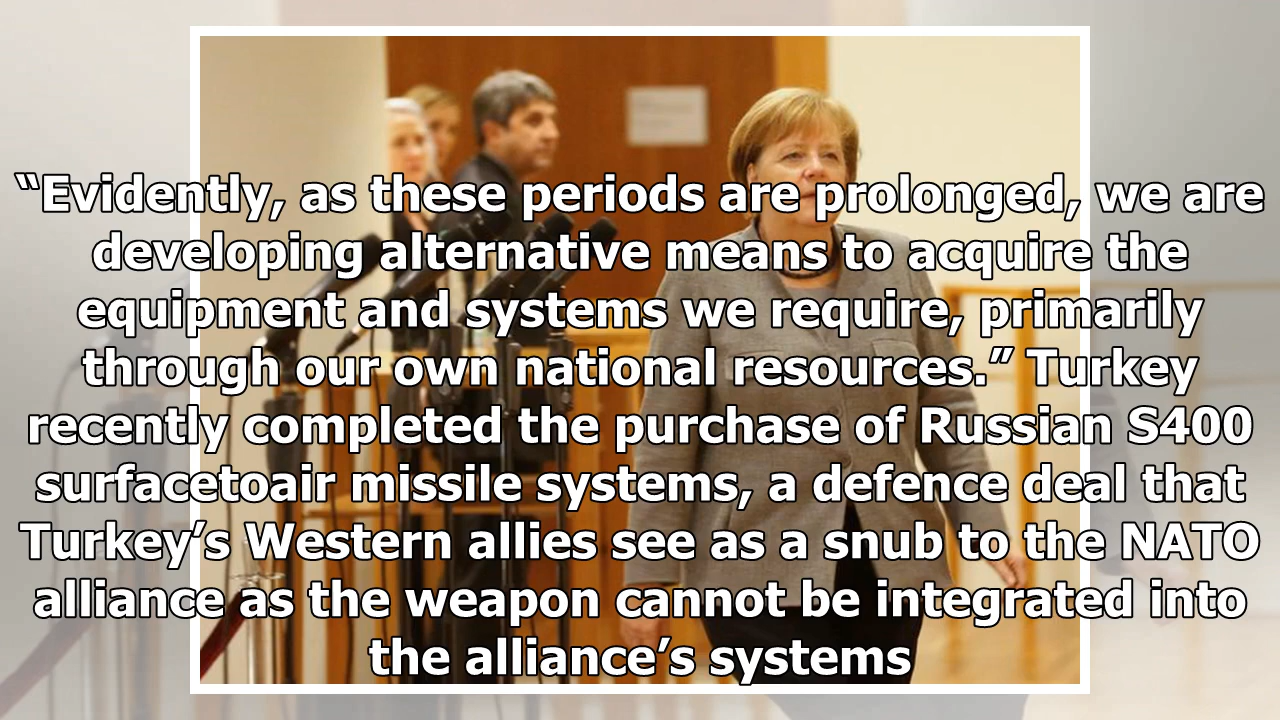 “Evidently, as these periods are prolonged, we are
developing alternative means to acquire the
equipment and systems we require, primarily
through our own national resources.” Turkey
recently completed the purchase of Russian S400
surfacetoair missile systems, a defence deal that
Turkey’s Western allies see as a snub to the NATO
alliance as the weapon cannot be integrated into
the alliance’s systems